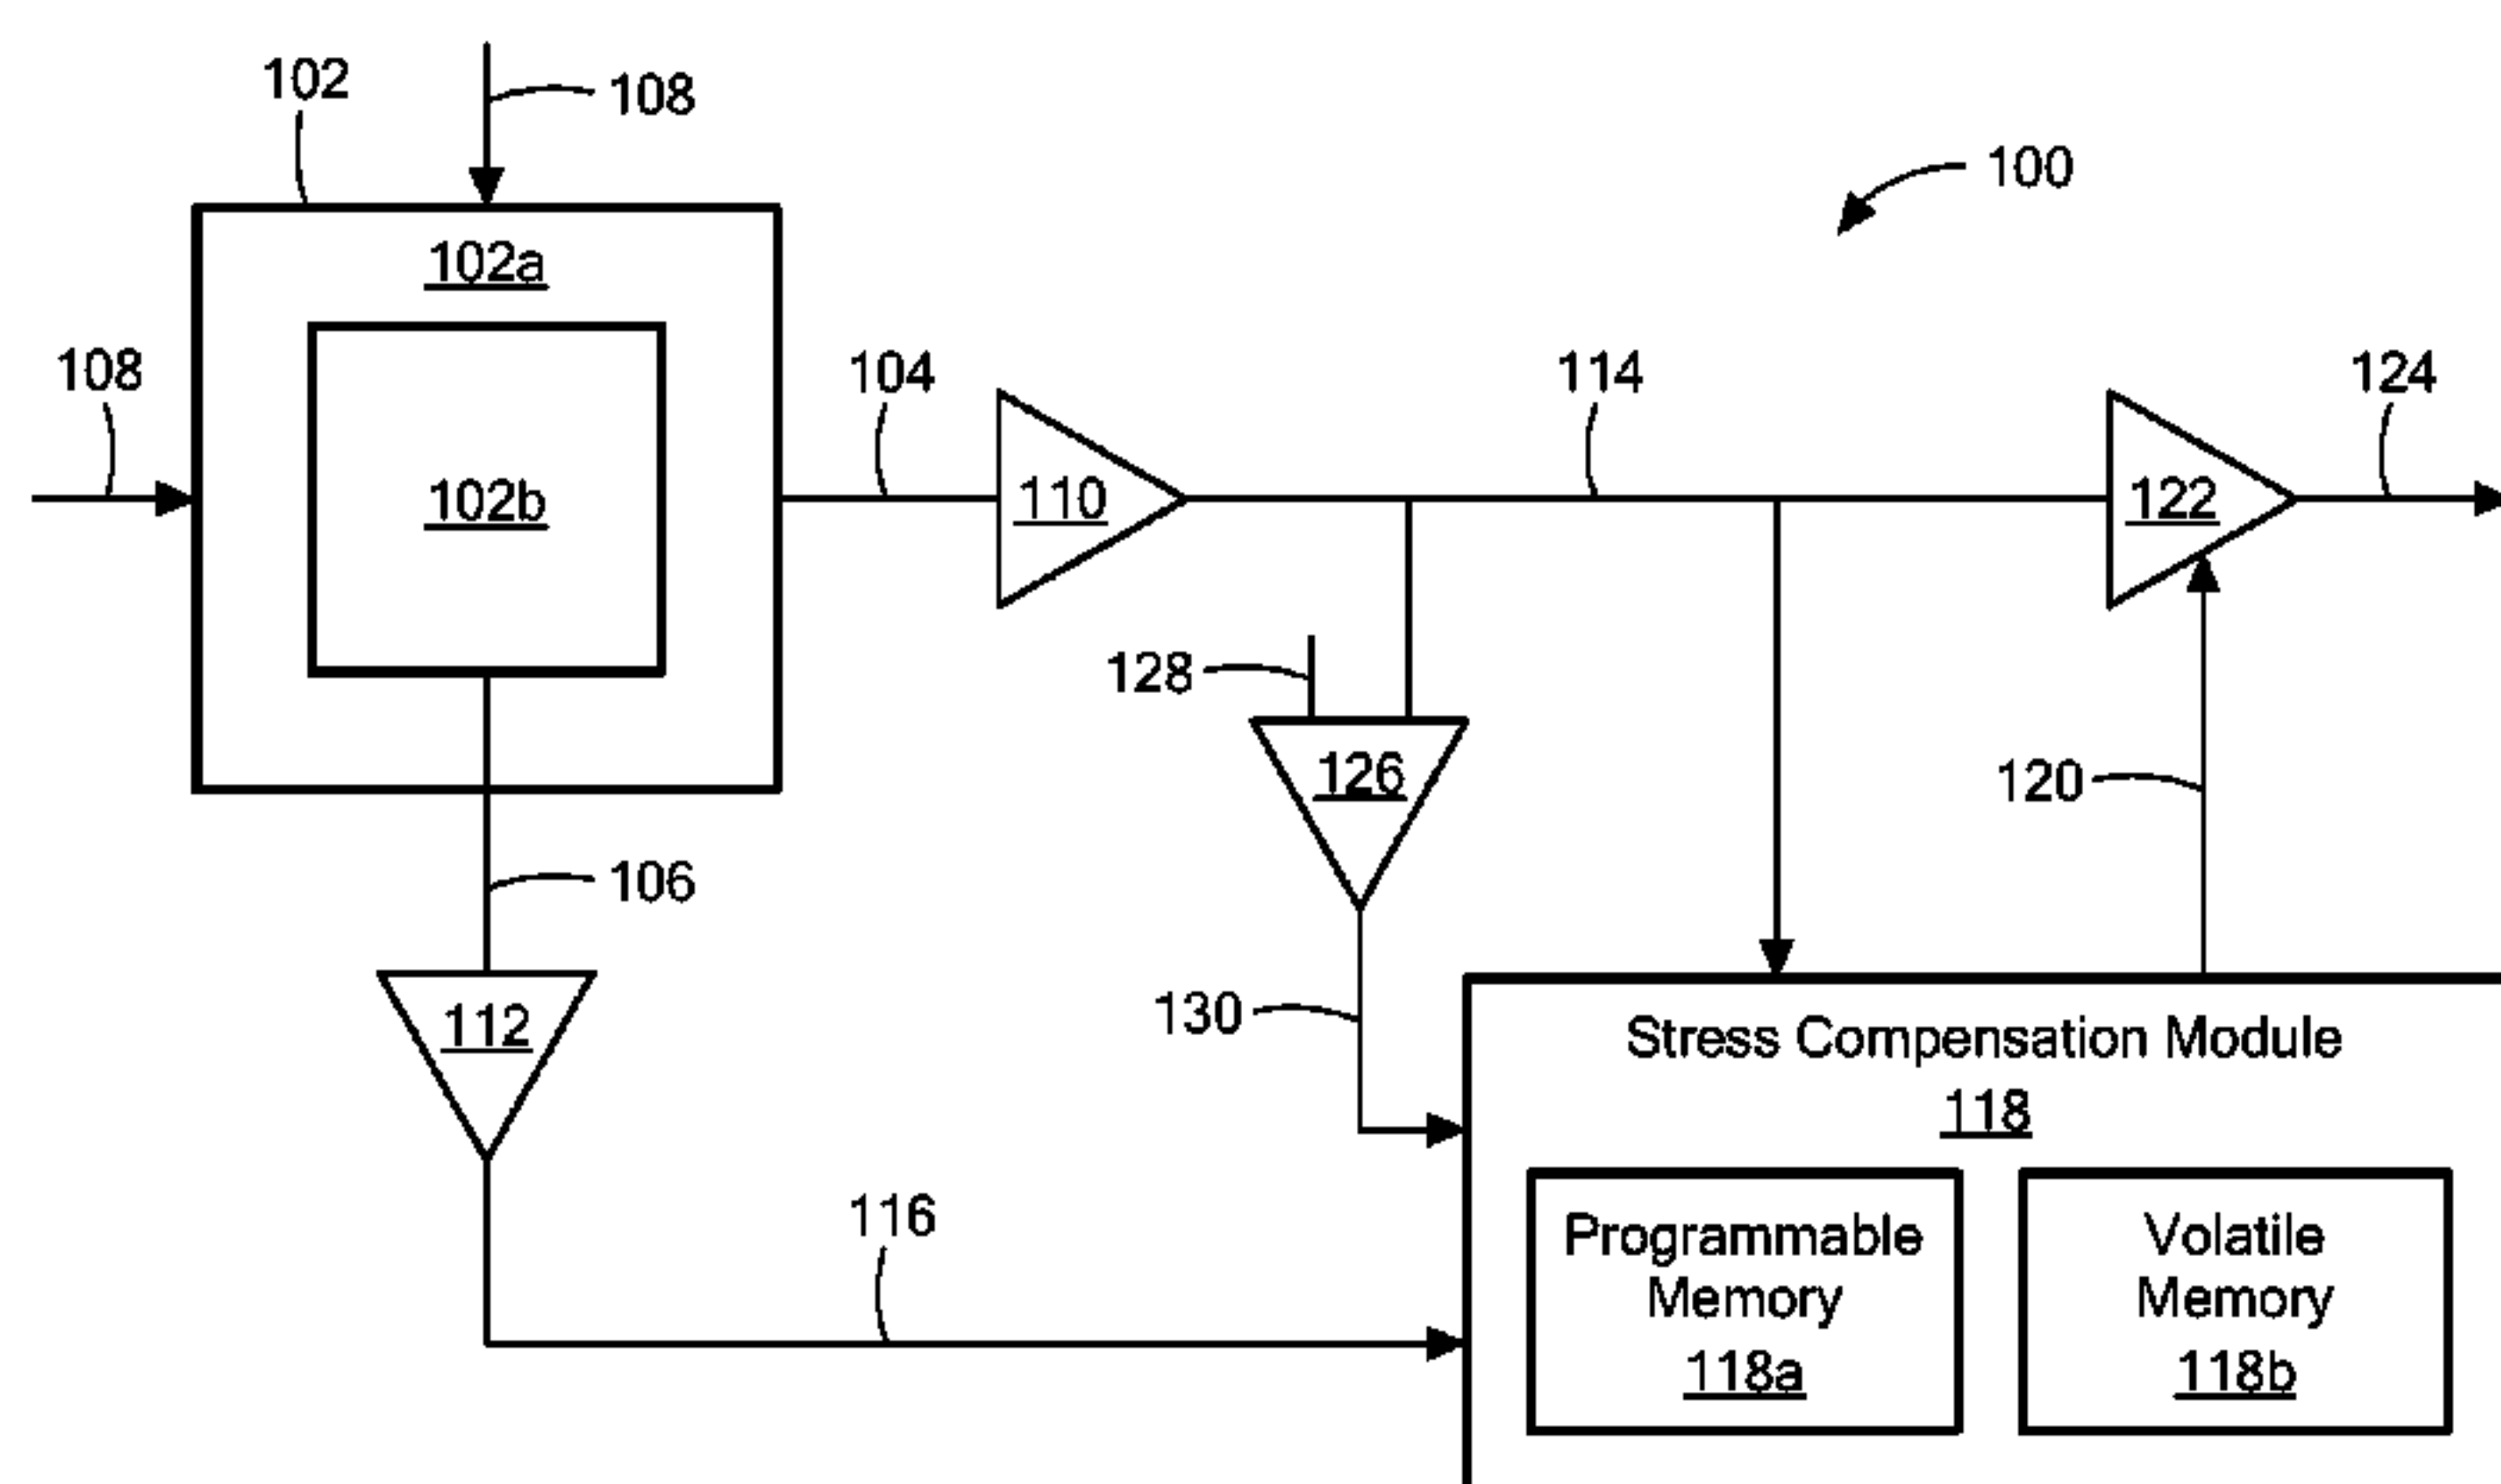 102
108
100
102a
108
104
114
124
102b
110
122
128
126
120
106
130
112
Stress Compensation Module
118
116
Programmable
Memory
118a
Volatile
Memory
118b